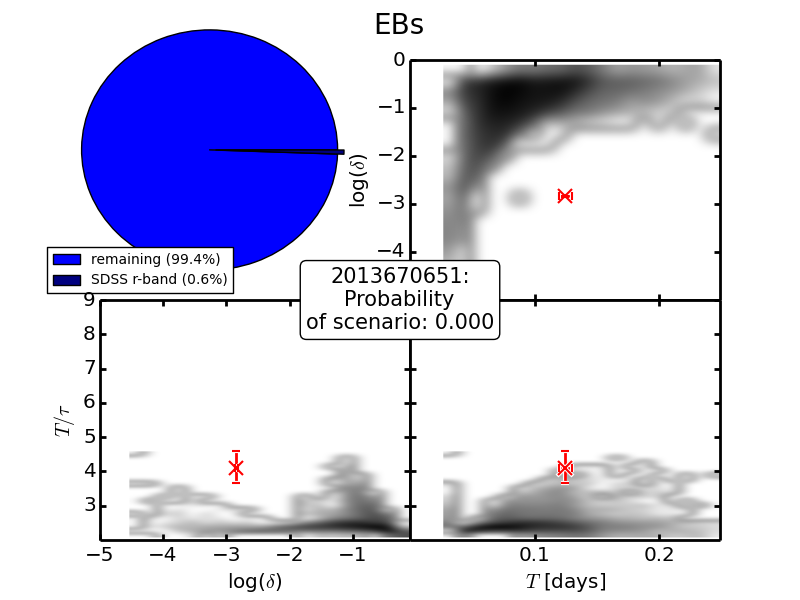 EBs
0
−1
−2
−3
−4
log(δ)
remaining (99.4%)
SDSS r-band (0.6%)
2013670651:
Probability
of scenario: 0.000
9
8
7
6
5
4
3
T/τ
−5 −4 −3 −2 −1
log(δ)
0.1 0.2
T [days]